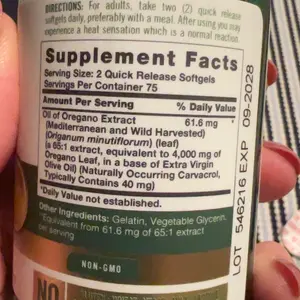 DIRECTIONS: For adults, take two (2) quick release
softgels daily, preferably with a meal. After using you may
experience a heat sensation which is a normal reaction.
Supplement Facts
Serving Size: 2 Quick Release Softgels
Servings Per Container 75
Amount Per Serving % Daily Value
Oil of Oregano Extract 61.6 mg *
(Mediterranean and Wild Harvested)
(Origanum minutiflorum) (leaf)
(a 65:1 extract, equivalent to 4,000 mg of
Oregano Leaf, in a base of Extra Virgin
Olive Oil) (Naturally Occurring Carvacrol,
Typically Contains 40 mg)
*Daily Value not established.
Other Ingredients: Gelatin, Vegetable Glycerin.
^Equivalent from 61.6 mg of 65:1 extract
per serving
NON-GMO
NO
LOT 546216 EXP 09-2028